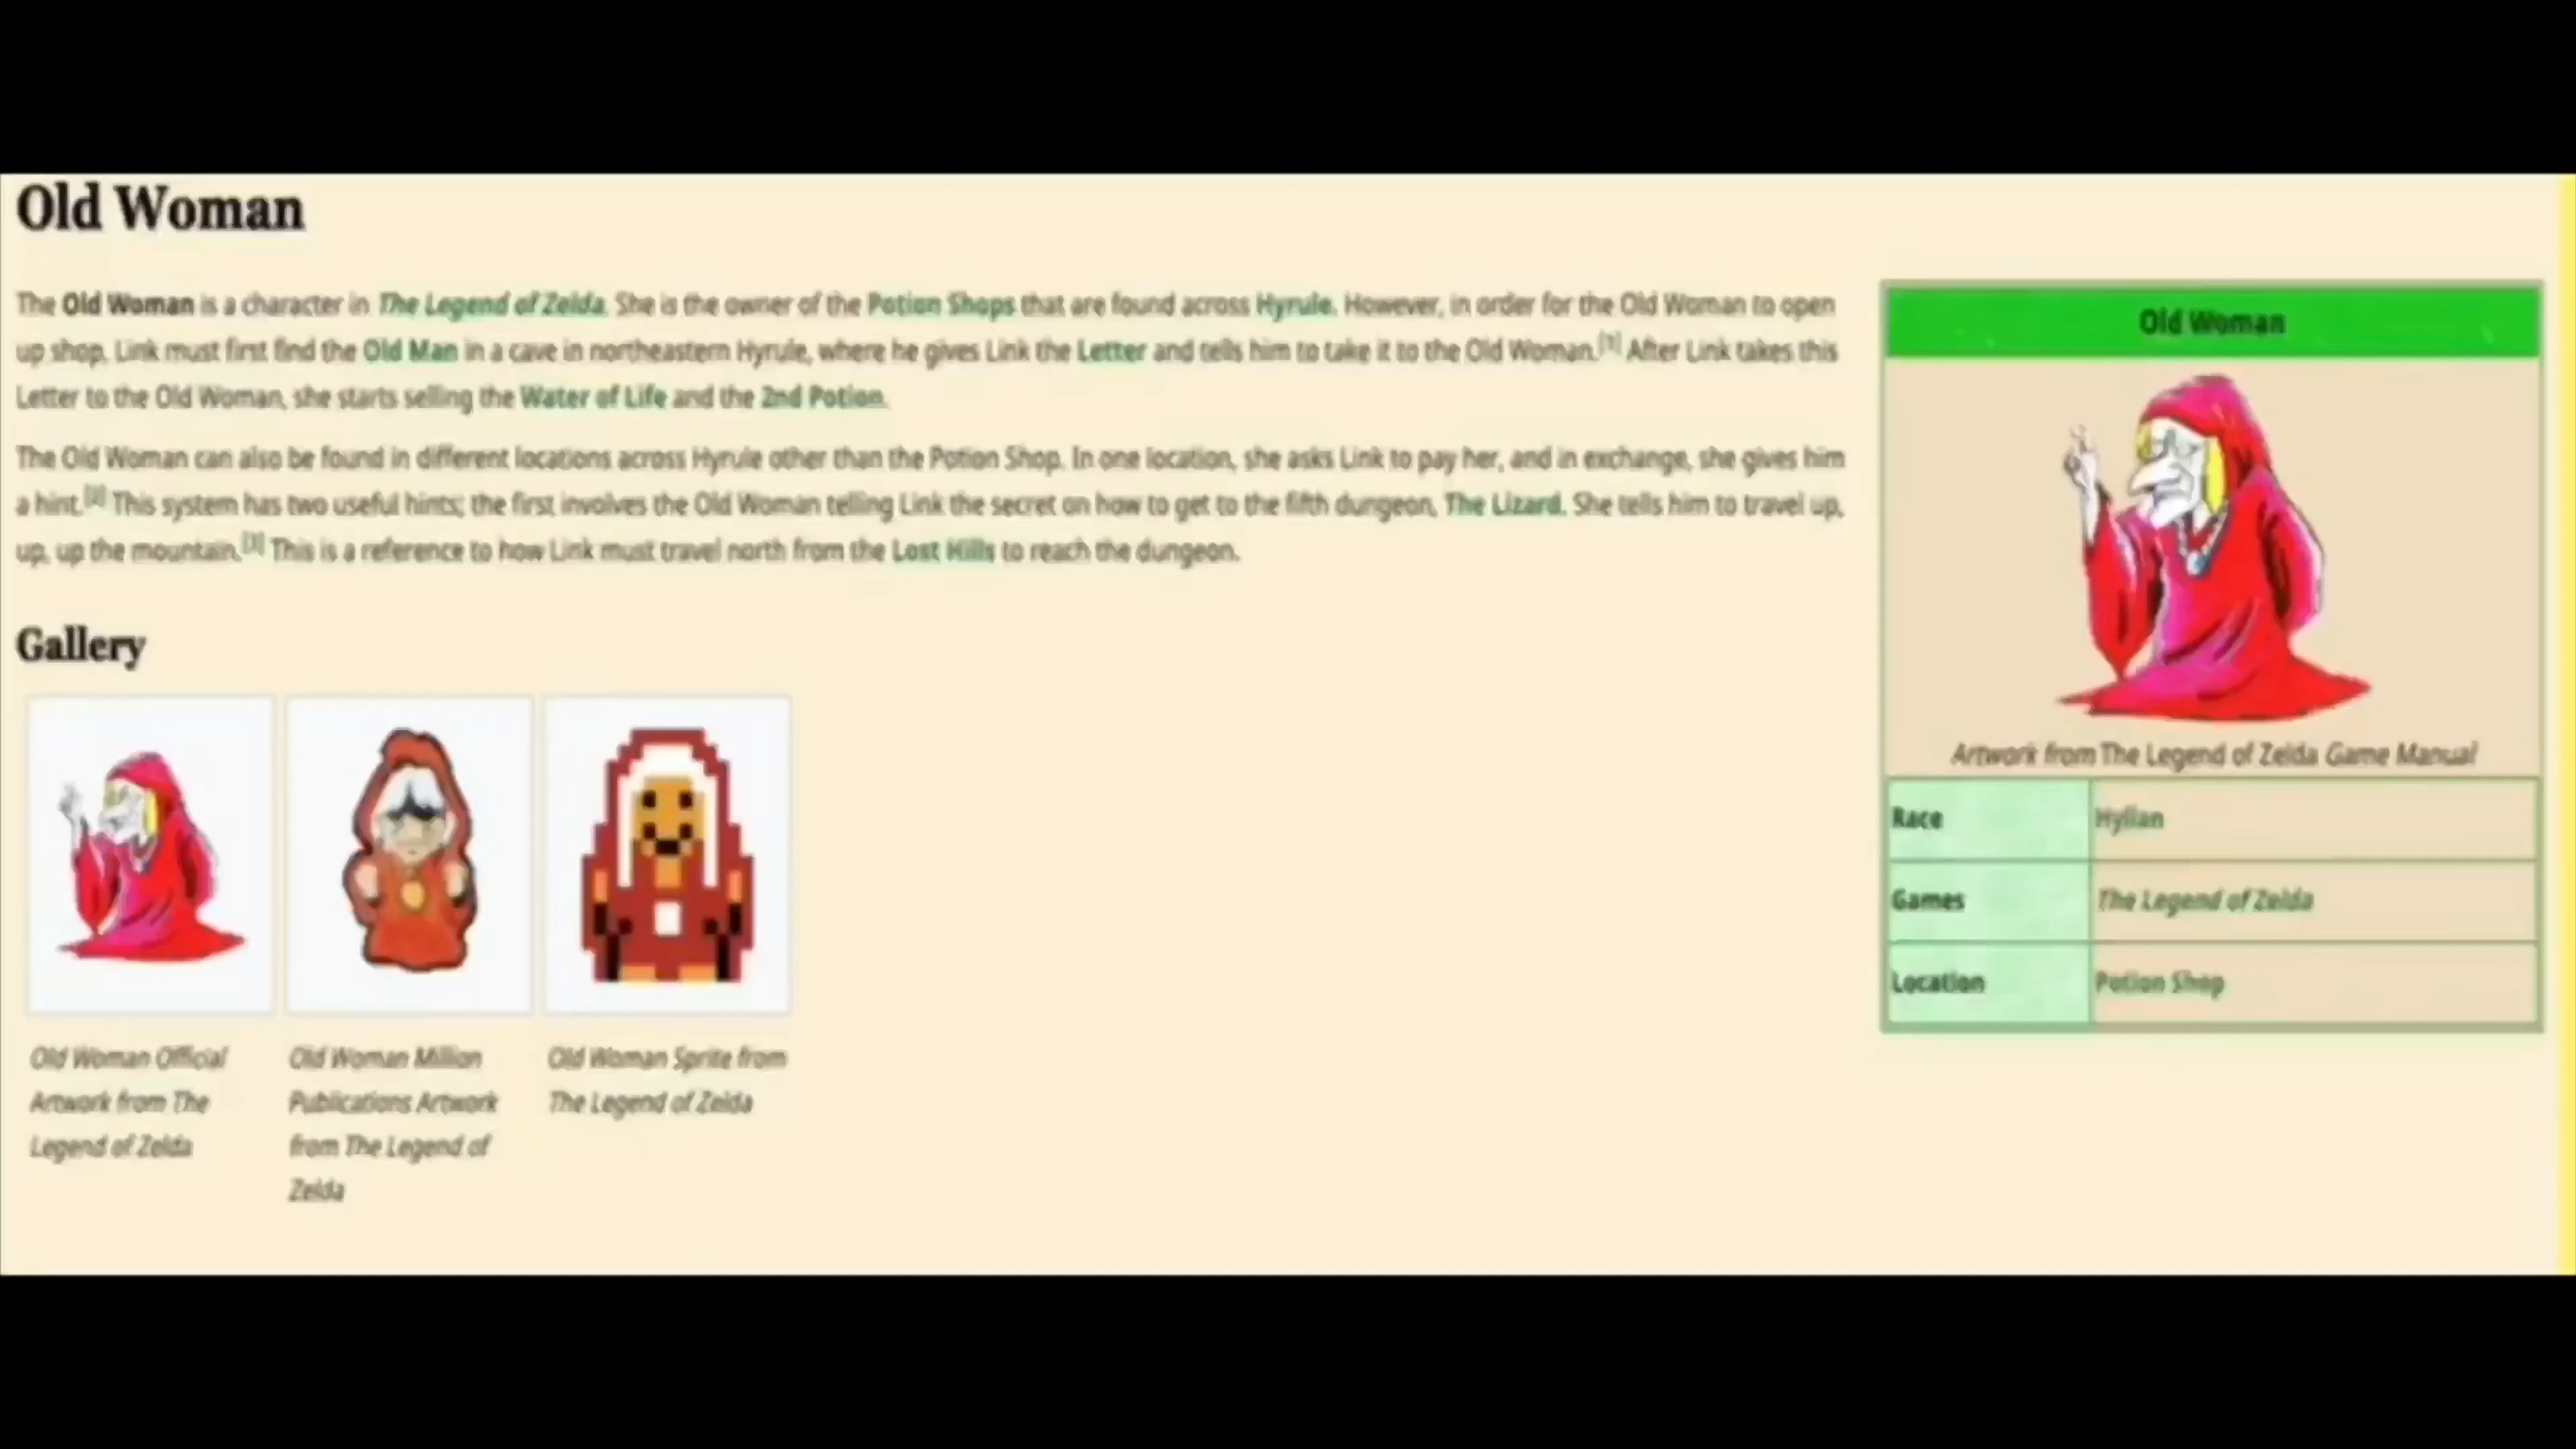 Old Woman
The Old Woman is a character in The Legend of Zelda. She is the owner of the Potion Shops that are found across Hyrule. However, in order for the Old Woman to open
up shop, Link must first find the Old Man in a cave in northeastern Hyrule, where he gives Link the Letter and tells him to take it to the Old Woman.[1] After Link takes this
Letter to the Old Woman, she starts selling the Water of Life and the 2nd Potion.
The Old Woman can also be found in different locations across Hyrule other than the Potion Shop. In one location, she asks Link to pay her, and in exchange, she gives him
a hint.[2] This system has two useful hints; the first involves the Old Woman telling Link the secret on how to get to the fifth dungeon, The Lizard. She tells him to travel up,
up, up the mountain.[3] This is a reference to how Link must travel north from the Lost Hills to reach the dungeon.
Gallery
Old Woman Official
Artwork from The
Legend of Zelda
Old Woman Million
Publications Artwork
from The Legend of
Zelda
Old Woman Sprite from
The Legend of Zelda
Old Woman
Artwork from The Legend of Zelda Game Manual
Race Hylian
Games The Legend of Zelda
Location Potion Shop